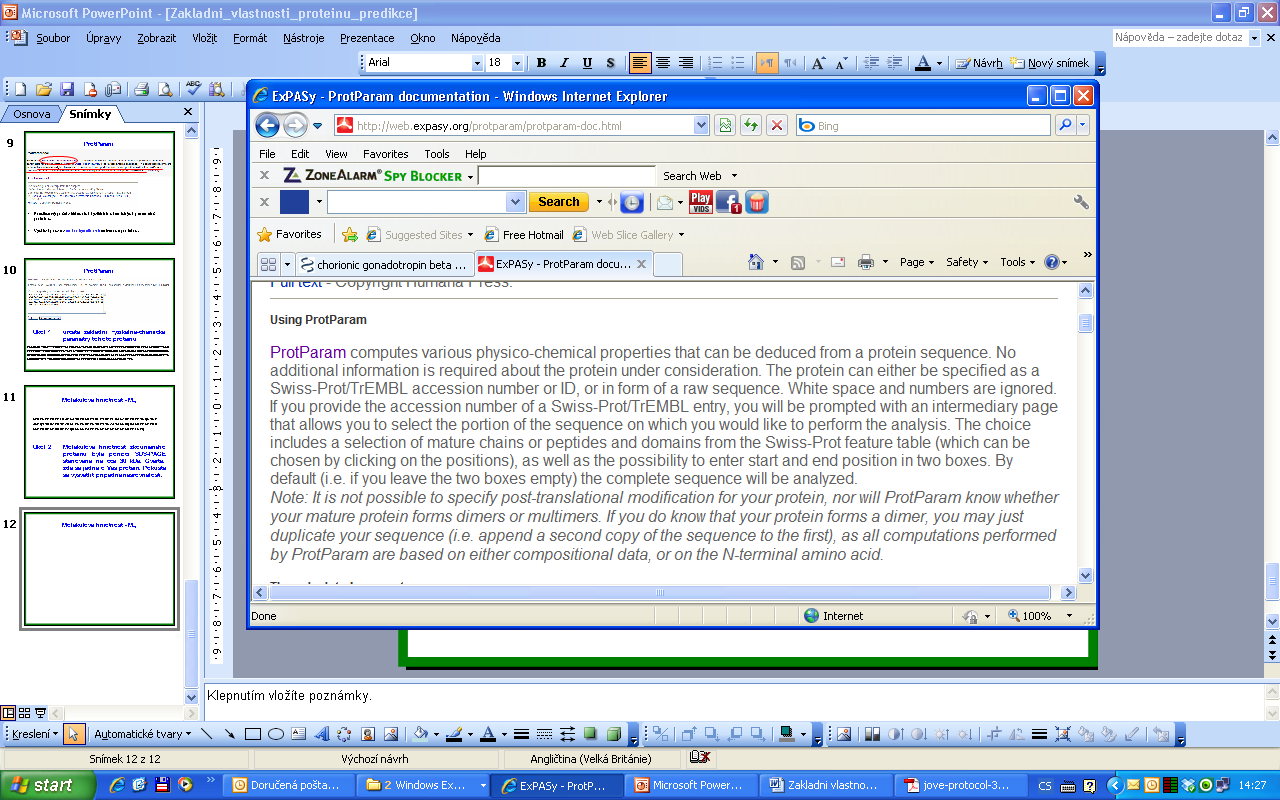 Microsoft PowerPoint - [Zakladni_vlastnosti_proteinu_predikce]
Soubor Úpravy Zobrazit Vložit Formát Nástroje Prezentace Okno Nápověda
Nápověda – zadejte dotaz
Arial 18 B I U S Návrh Nový snímek
Osnova Snímky
9 ProtParam
10 ProtParam
11
12
ExPASy - ProtParam documentation - Windows Internet Explorer
http://web.expasy.org/protparam/protparam-doc.html
Bing
File Edit View Favorites Tools Help
ZONEALARM® SPY BLOCKER Search Web
Search Play VIDS 1
Favorites Suggested Sites Free Hotmail Web Slice Gallery
chorionic gonadotropin beta ... ExPASy - ProtParam docu... Page Safety Tools
Full text - Copyright Humana Press.
Using ProtParam
ProtParam computes various physico-chemical properties that can be deduced from a protein sequence. No
additional information is required about the protein under consideration. The protein can either be specified as a
Swiss-Prot/TrEMBL accession number or ID, or in form of a raw sequence. White space and numbers are ignored.
If you provide the accession number of a Swiss-Prot/TrEMBL entry, you will be prompted with an intermediary page
that allows you to select the portion of the sequence on which you would like to perform the analysis. The choice
includes a selection of mature chains or peptides and domains from the Swiss-Prot feature table (which can be
chosen by clicking on the positions), as well as the possibility to enter start and end position in two boxes. By
default (i.e. if you leave the two boxes empty) the complete sequence will be analyzed.
Note: It is not possible to specify post-translational modification for your protein, nor will ProtParam know whether
your mature protein forms dimers or multimers. If you do know that your protein forms a dimer, you may just
duplicate your sequence (i.e. append a second copy of the sequence to the first), as all computations performed
by ProtParam are based on either compositional data, or on the N-terminal amino acid.
Done Internet 100%
Klepnutím vložíte poznámky.
Kreslení Automatické tvary
Snímek 12 z 12 Výchozí návrh Angličtina (Velká Británie)
start Doručená pošta... 2 Windows Ex... ExPASy - ProtP... Microsoft Power... Zakladni vlastno... jove-protocol-3... CS 14:27